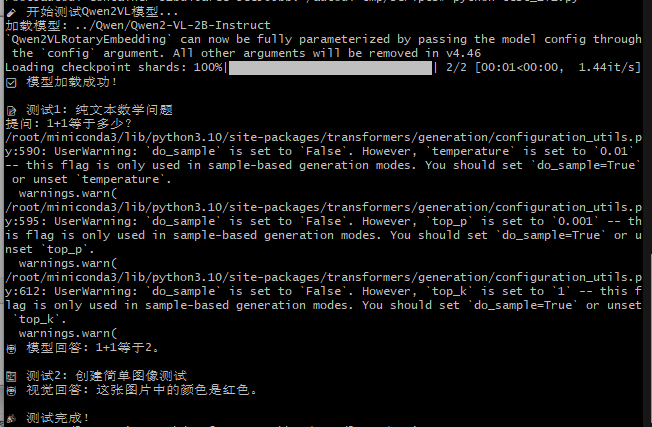 开始测试Qwen2VL模型...
加载模型: ../Qwen/Qwen2-VL-2B-Instruct
`Qwen2VLRotaryEmbedding` can now be fully parameterized by passing the model config through
the `config` argument. All other arguments will be removed in v4.46
Loading checkpoint shards: 100%| | 2/2 [00:01<00:00, 1.44it/s]
模型加载成功!
测试1: 纯文本数学问题
提问: 1+1等于多少?
/root/miniconda3/lib/python3.10/site-packages/transformers/generation/configuration_utils.p
y:590: UserWarning: `do_sample` is set to `False`. However, `temperature` is set to `0.01`
-- this flag is only used in sample-based generation modes. You should set `do_sample=True`
or unset `temperature`.
warnings.warn(
/root/miniconda3/lib/python3.10/site-packages/transformers/generation/configuration_utils.p
y:595: UserWarning: `do_sample` is set to `False`. However, `top_p` is set to `0.001` -- th
is flag is only used in sample-based generation modes. You should set `do_sample=True` or u
nset `top_p`.
warnings.warn(
/root/miniconda3/lib/python3.10/site-packages/transformers/generation/configuration_utils.p
y:612: UserWarning: `do_sample` is set to `False`. However, `top_k` is set to `1` -- this f
lag is only used in sample-based generation modes. You should set `do_sample=True` or unset
`top_k`.
warnings.warn(
模型回答: 1+1等于2。
测试2: 创建简单图像测试
视觉回答: 这张图片中的颜色是红色。
测试完成!